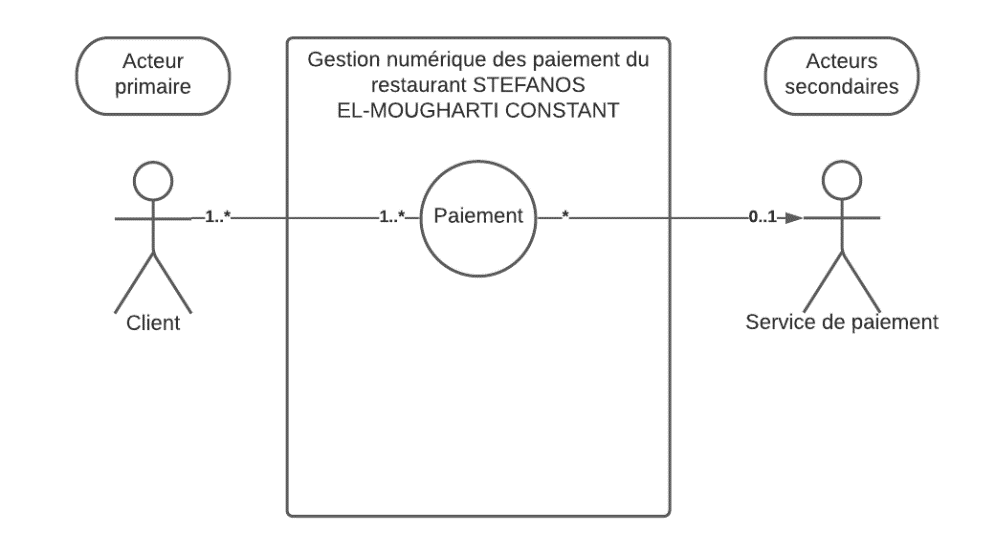 Acteur
primaire
Gestion numérique des paiement du
restaurant STEFANOS
EL-MOUGHARTI CONSTANT
Acteurs
secondaires
1..*
1..*
Paiement
*
0..1
Client
Service de paiement